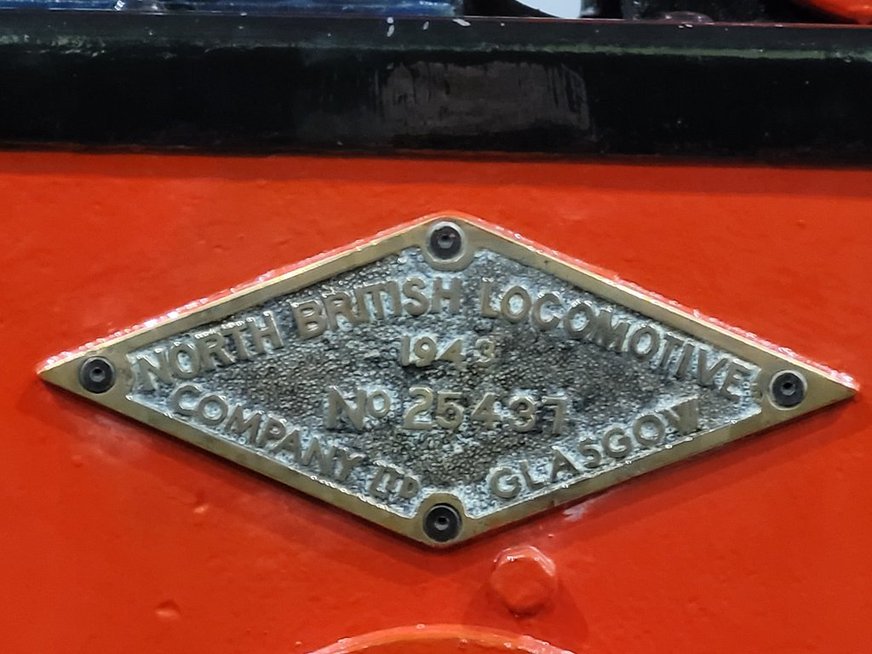 NORTH BRITISH LOCOMOTIVE
1943
No 25437
COMPANY LTD GLASGOW